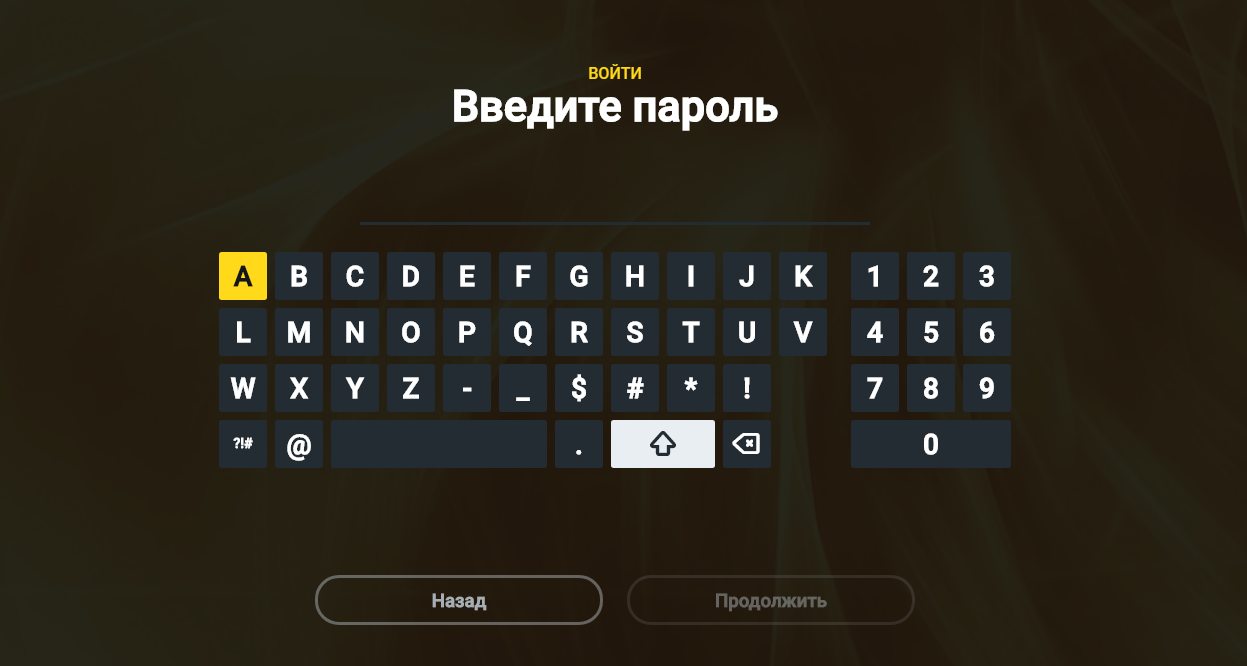 ВОЙТИ
Введите пароль
A B C D E F G H I J K 1 2 3
L M N O P Q R S T U V 4 5 6
W X Y Z - _ $ # * ! 7 8 9
?!# @ . 0
Назад Продолжить